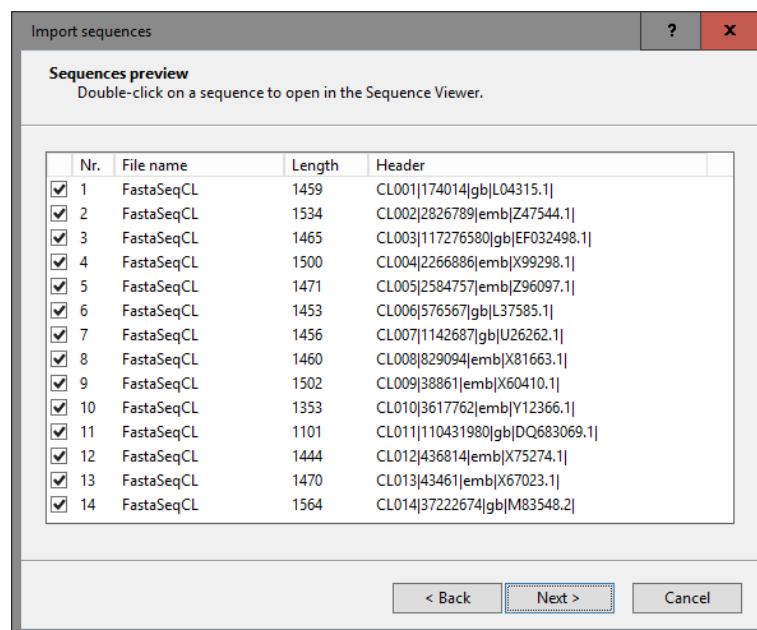 Import sequences ? x
Sequences preview
Double-click on a sequence to open in the Sequence Viewer.
Nr. File name Length Header
1 FastaSeqCL 1459 CL001|174014|gb|L04315.1|
2 FastaSeqCL 1534 CL002|2826789|emb|Z47544.1|
3 FastaSeqCL 1465 CL003|117276580|gb|EF032498.1|
4 FastaSeqCL 1500 CL004|2266886|emb|X99298.1|
5 FastaSeqCL 1471 CL005|2584757|emb|Z96097.1|
6 FastaSeqCL 1453 CL006|576567|gb|L37585.1|
7 FastaSeqCL 1456 CL007|1142687|gb|U26262.1|
8 FastaSeqCL 1460 CL008|829094|emb|X81663.1|
9 FastaSeqCL 1502 CL009|38861|emb|X60410.1|
10 FastaSeqCL 1353 CL010|3617762|emb|Y12366.1|
11 FastaSeqCL 1101 CL011|110431980|gb|DQ683069.1|
12 FastaSeqCL 1444 CL012|436814|emb|X75274.1|
13 FastaSeqCL 1470 CL013|43461|emb|X67023.1|
14 FastaSeqCL 1564 CL014|37222674|gb|M83548.2|
< Back Next > Cancel